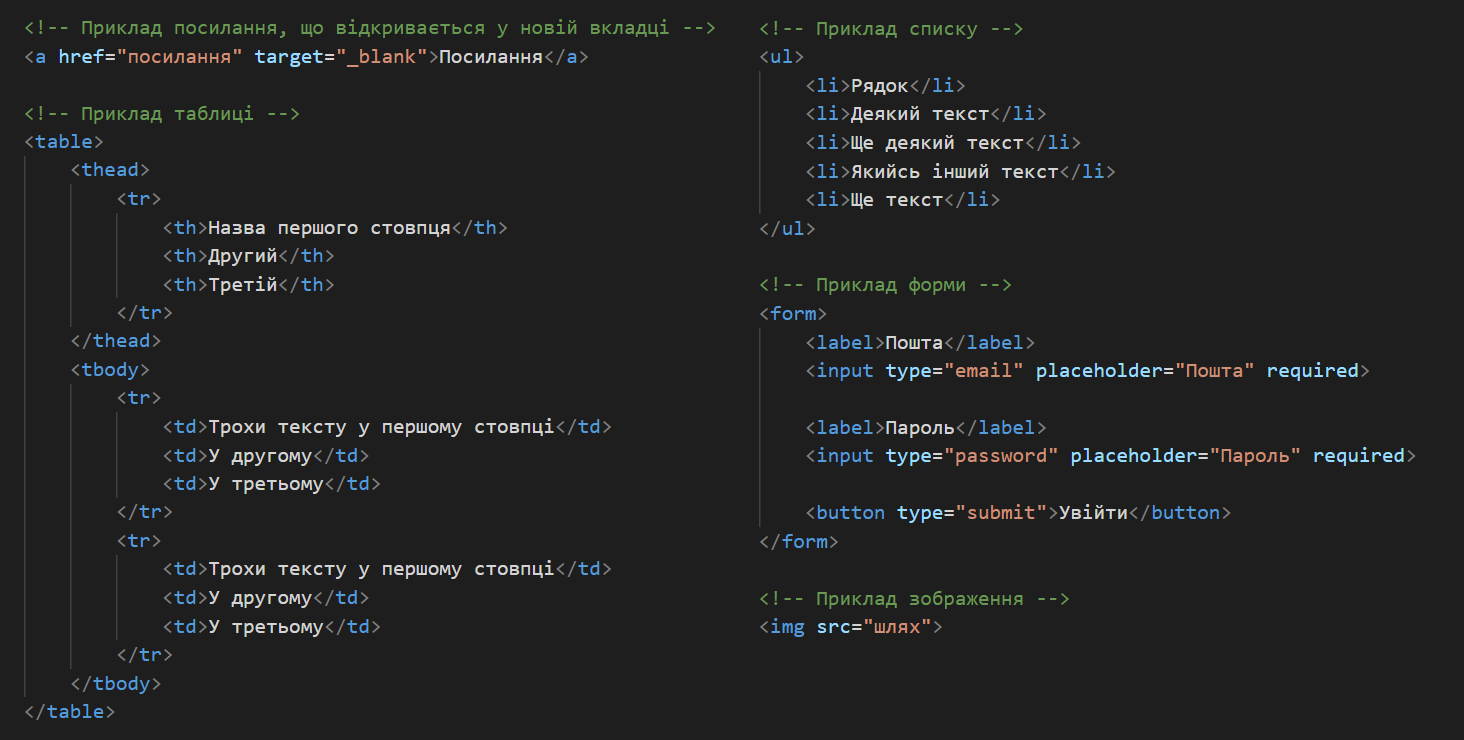 <!-- Приклад посилання, що відкривається у новій вкладці -->
<a href="посилання" target="_blank">Посилання</a>
<!-- Приклад таблиці -->
<table>
<thead>
<tr>
<th>Назва першого стовпця</th>
<th>Другий</th>
<th>Третій</th>
</tr>
</thead>
<tbody>
<tr>
<td>Трохи тексту у першому стовпці</td>
<td>У другому</td>
<td>У третьому</td>
</tr>
<tr>
<td>Трохи тексту у першому стовпці</td>
<td>У другому</td>
<td>У третьому</td>
</tr>
</tbody>
</table>
<!-- Приклад списку -->
<ul>
<li>Рядок</li>
<li>Деякий текст</li>
<li>Ще деякий текст</li>
<li>Якийсь інший текст</li>
<li>Ще текст</li>
</ul>
<!-- Приклад форми -->
<form>
<label>Пошта</label>
<input type="email" placeholder="Пошта" required>
<label>Пароль</label>
<input type="password" placeholder="Пароль" required>
<button type="submit">Увійти</button>
</form>
<!-- Приклад зображення -->
<img src="шлях">